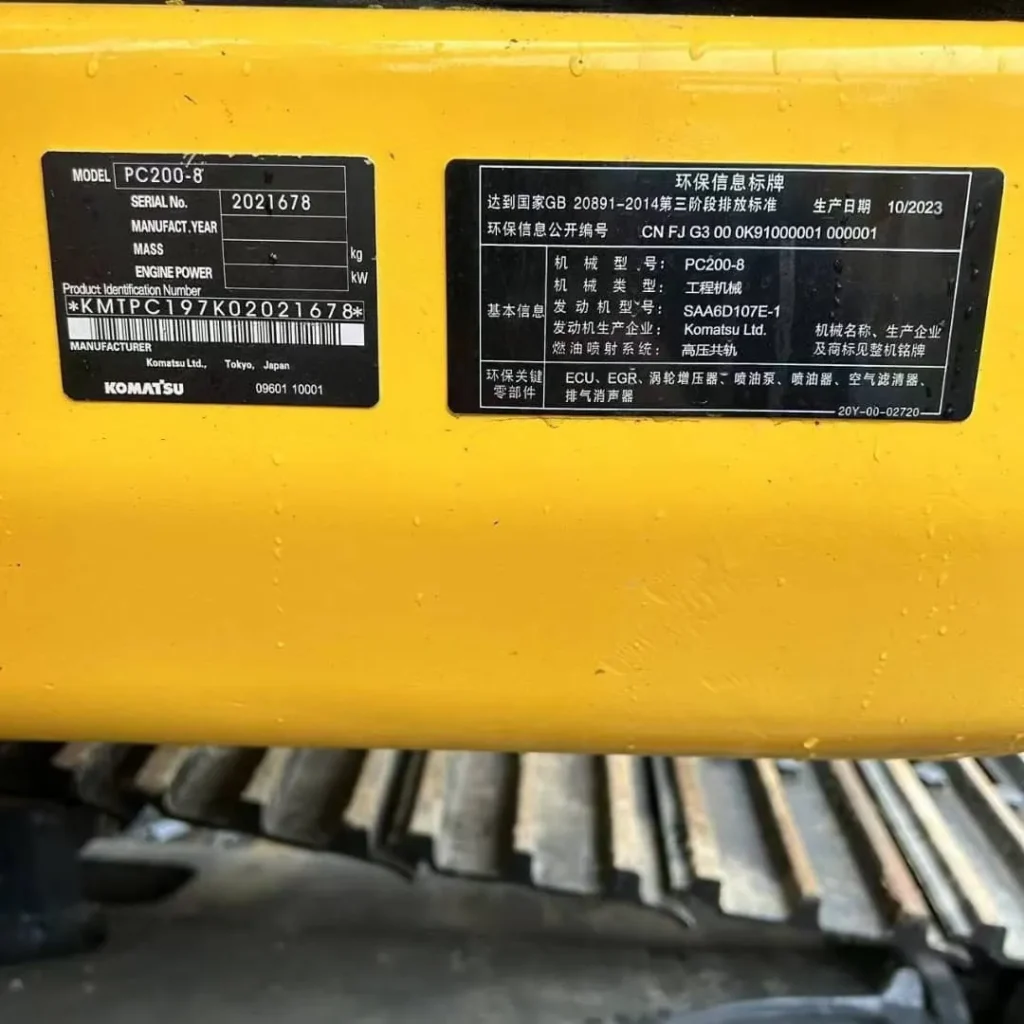 MODEL PC200-8
SERIAL No. 2021678
MANUFACT.YEAR
MASS kg
ENGINE POWER kW
Product Identification Number
*KMTPC197K02021678*
MANUFACTURER
Komatsu Ltd., Tokyo, Japan
KOMATSU 09601 10001
环保信息标牌
达到国家GB 20891-2014第三阶段排放标准 生产日期 10/2023
环保信息公开编号 CN FJ G3 00 0K91000001 000001
基本信息
机械型号: PC200-8
机械类型: 工程机械
发动机型号: SAA6D107E-1
发动机生产企业: Komatsu Ltd. 机械名称、生产企业
燃油喷射系统: 高压共轨 及商标见整机铭牌
环保关键
零部件
ECU、EGR、涡轮增压器、喷油泵、喷油器、空气滤清器、
排气消声器
20Y-00-02720